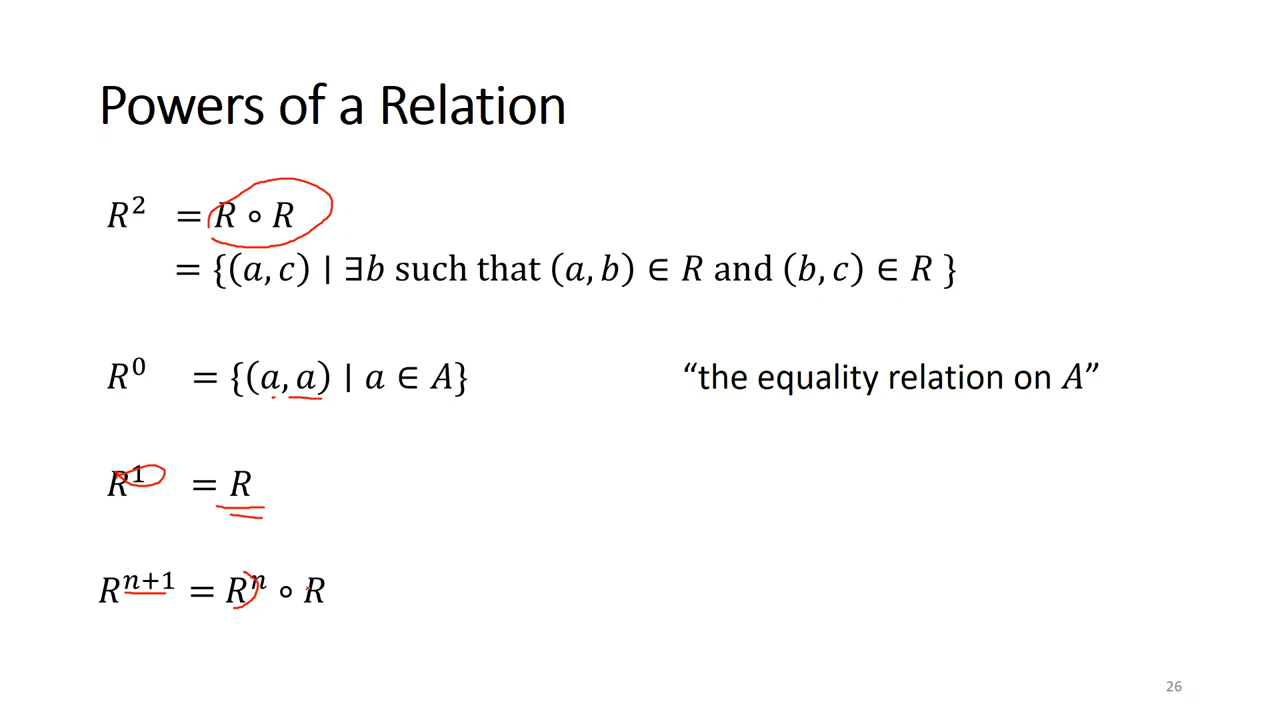 Powers of a Relation
R² = R ∘ R
= {(a, c) ∣ ∃b such that (a, b) ∈ R and (b, c) ∈ R }
R⁰ = {(a, a) ∣ a ∈ A} “the equality relation on A”
R¹ = R
Rⁿ⁺¹ = Rⁿ ∘ R
26